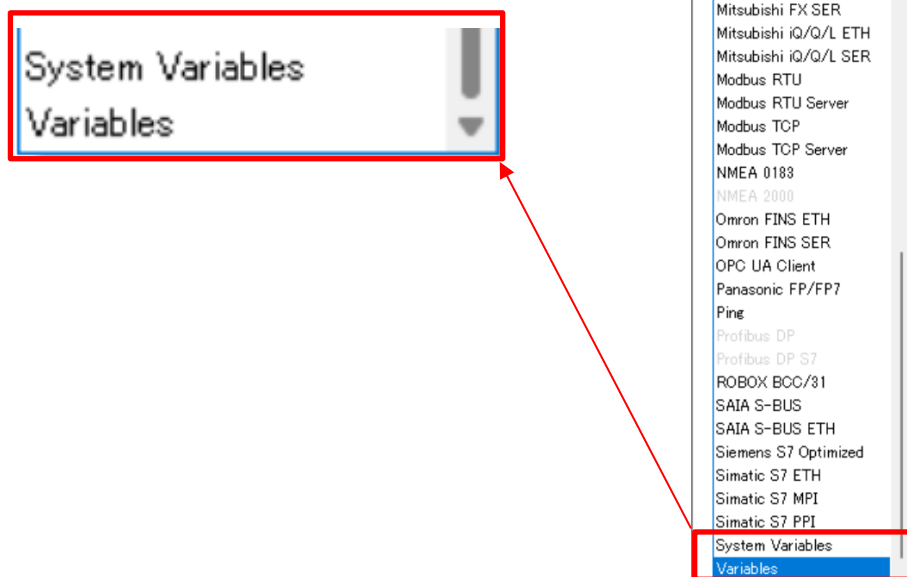 System Variables
Variables
Mitsubishi FX SER
Mitsubishi iQ/Q/L ETH
Mitsubishi iQ/Q/L SER
Modbus RTU
Modbus RTU Server
Modbus TCP
Modbus TCP Server
NMEA 0183
NMEA 2000
Omron FINS ETH
Omron FINS SER
OPC UA Client
Panasonic FP/FP7
Ping
Profibus DP
Profibus DP S7
ROBOX BCC/31
SAIA S-BUS
SAIA S-BUS ETH
Siemens S7 Optimized
Simatic S7 ETH
Simatic S7 MPI
Simatic S7 PPI
System Variables
Variables